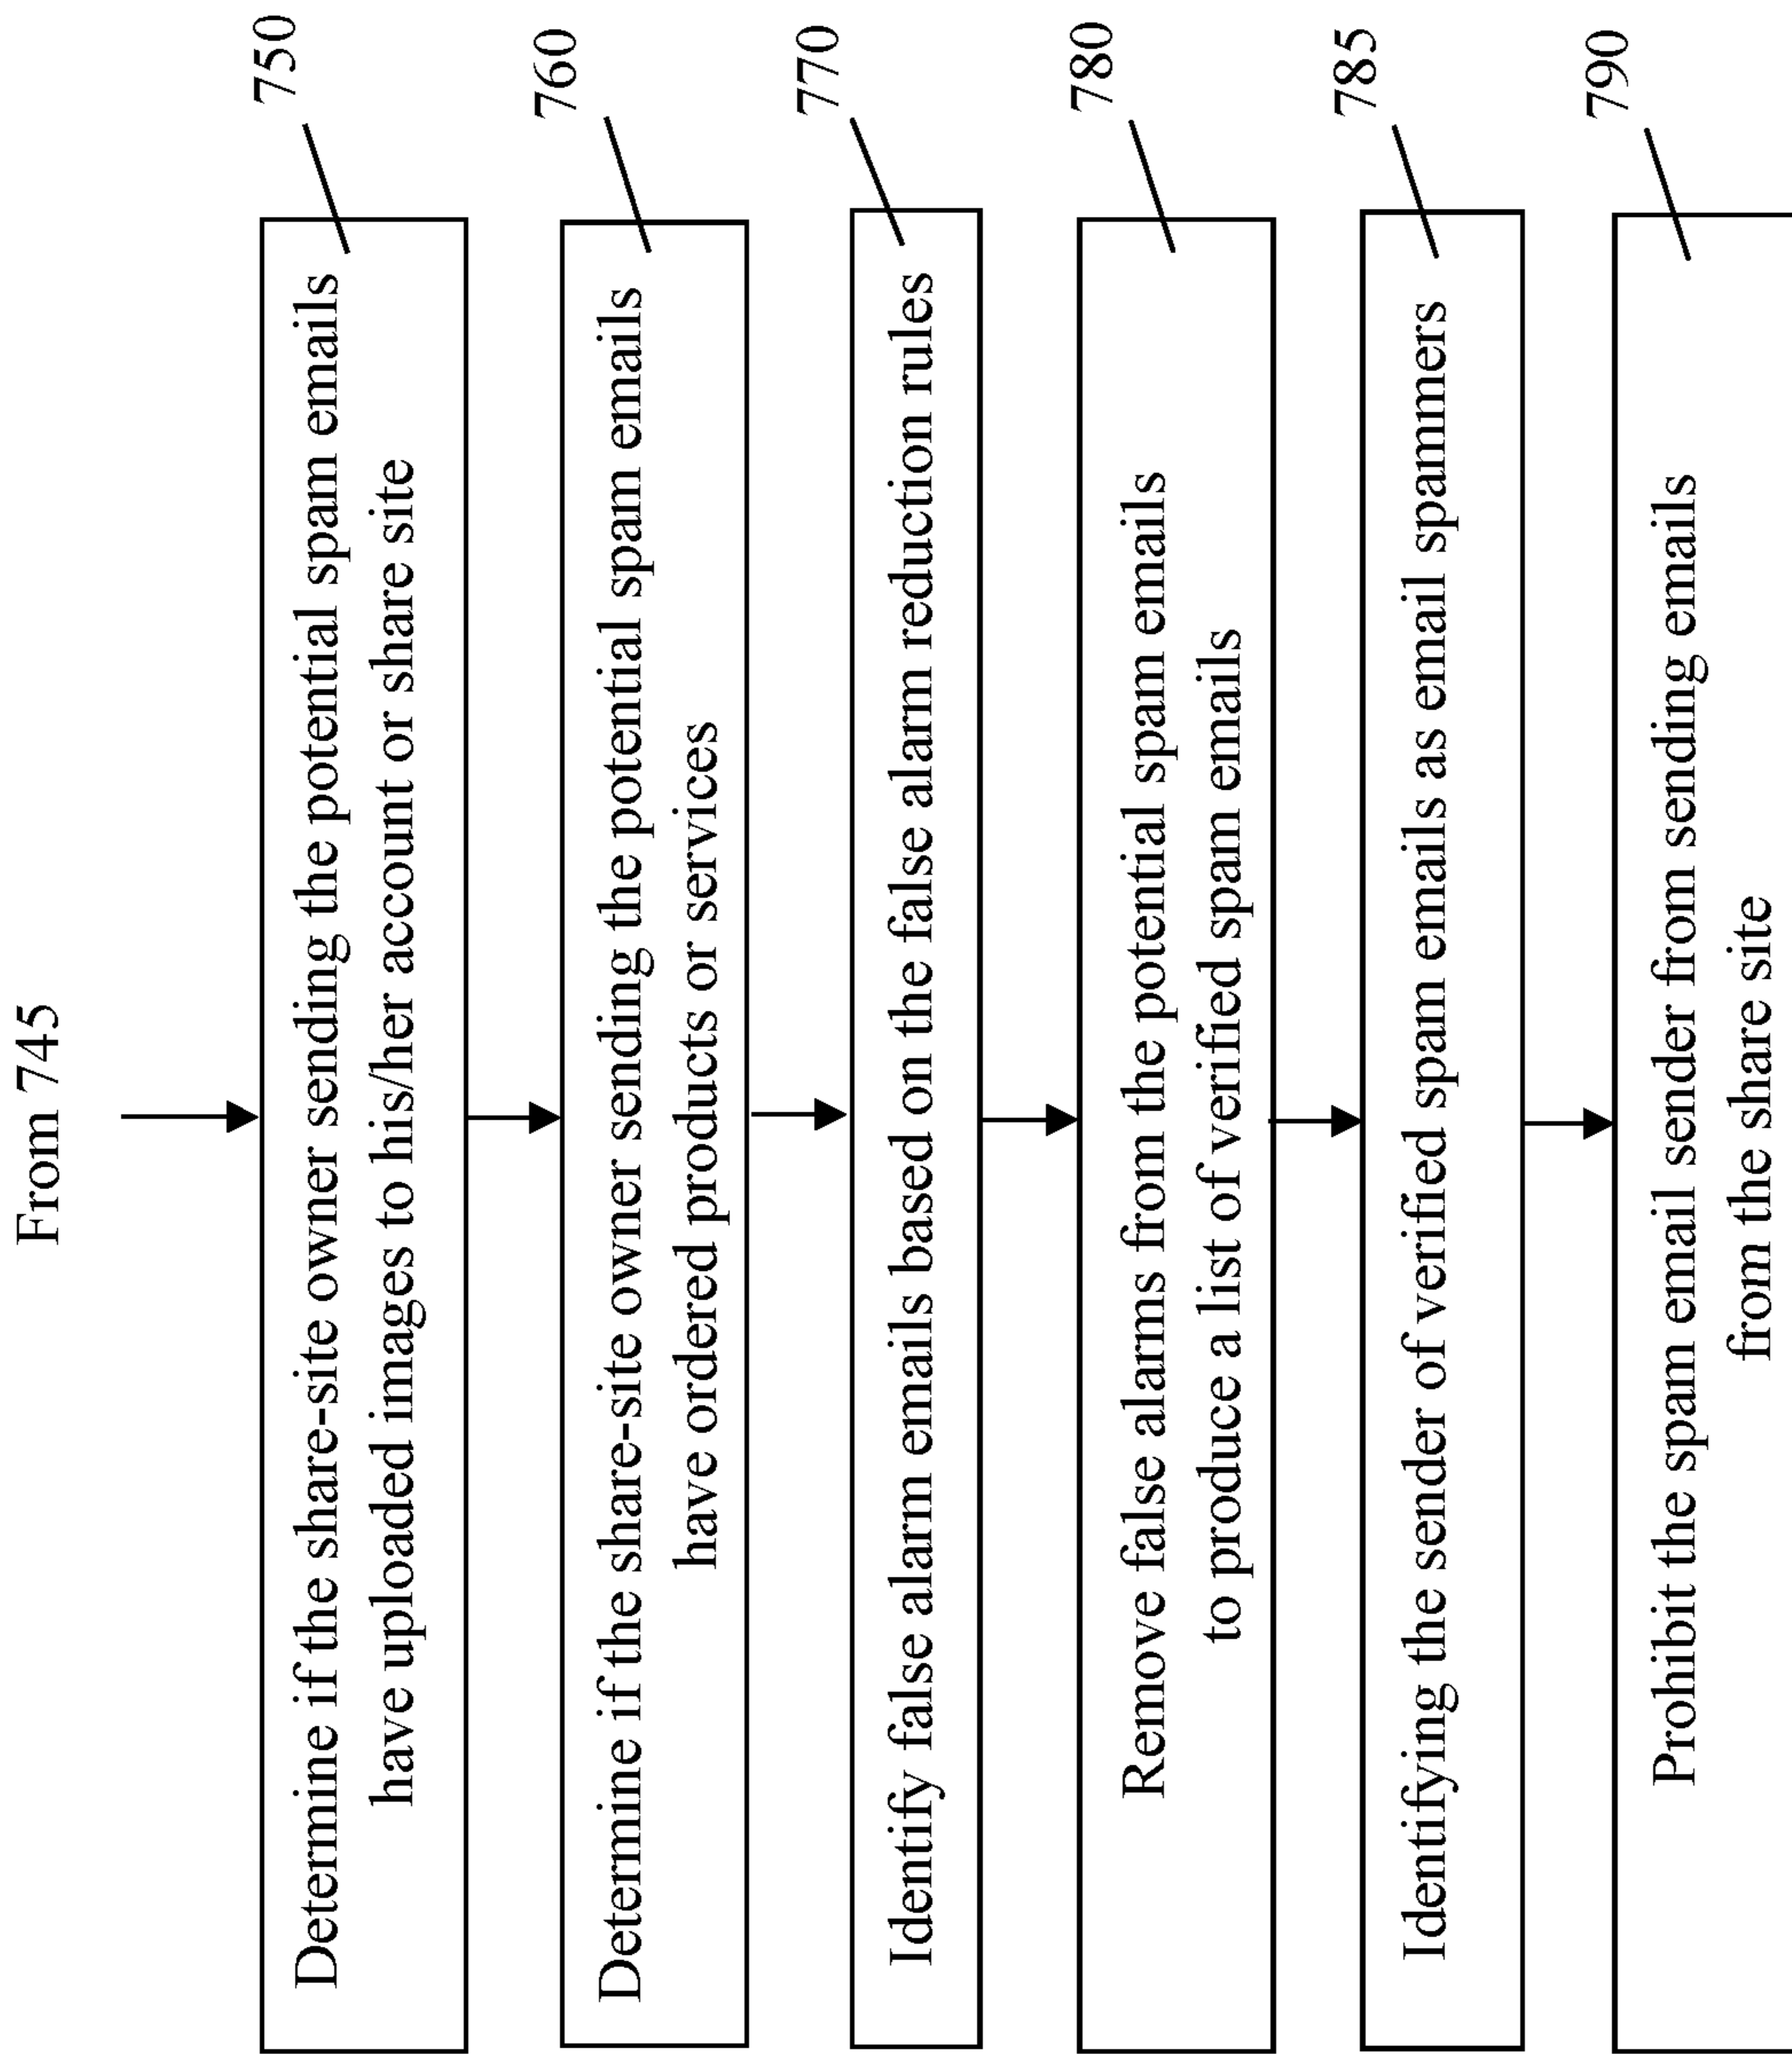 From 745
750
Determine if the share-site owner sending the potential spam emails
have uploaded images to his/her account or share site
760
Determine if the share-site owner sending the potential spam emails
have ordered products or services
770
Identify false alarm emails based on the false alarm reduction rules
780
Remove false alarms from the potential spam emails
to produce a list of verified spam emails
785
Identifying the sender of verified spam emails as email spammers
790
Prohibit the spam email sender from sending emails
from the share site